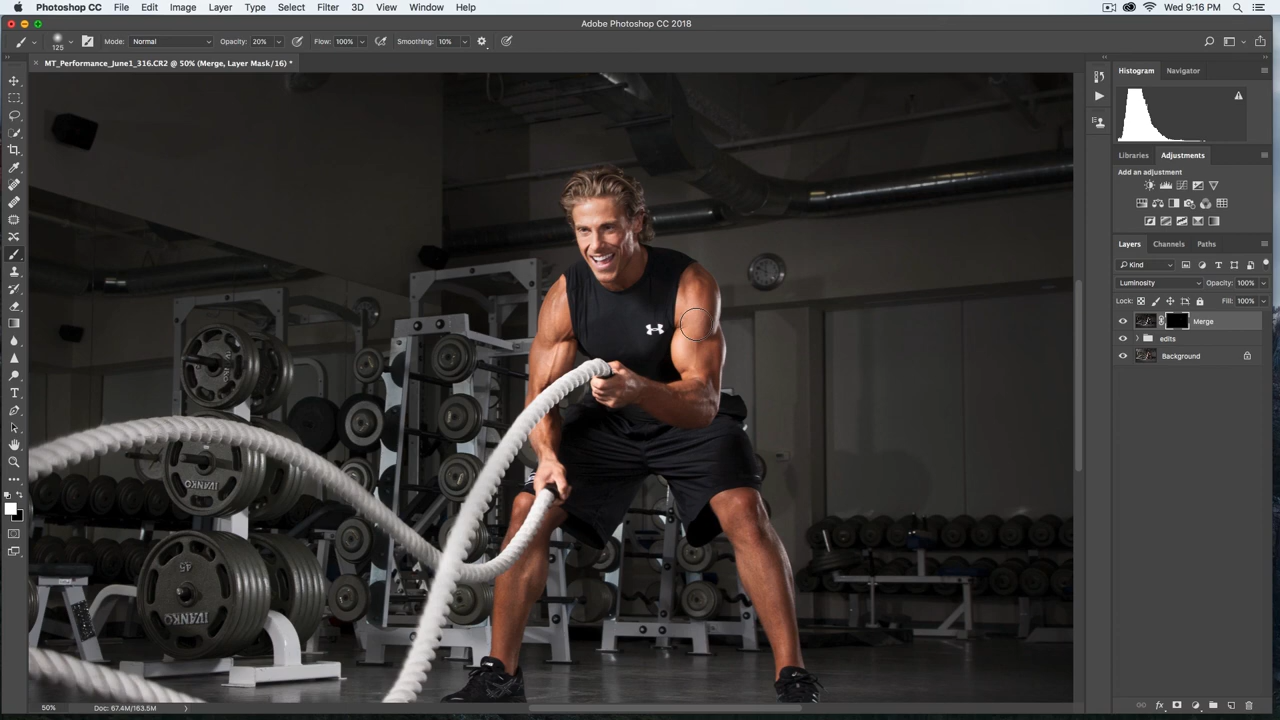 Photoshop CC File Edit Image Layer Type Select Filter 3D View Window Help Wed 9:16 PM
Adobe Photoshop CC 2018
125 Mode: Normal Opacity: 20% Flow: 100% Smoothing: 10%
MT_Performance_June1_316.CR2 @ 50% (Merge, Layer Mask/16) *
Histogram Navigator
Libraries Adjustments
Add an adjustment
Layers Channels Paths
Kind
Luminosity Opacity: 100%
Lock: Fill: 100%
Merge
edits
Background
45
IVANKO
IVANKO
50% Doc: 67.4M/163.5M